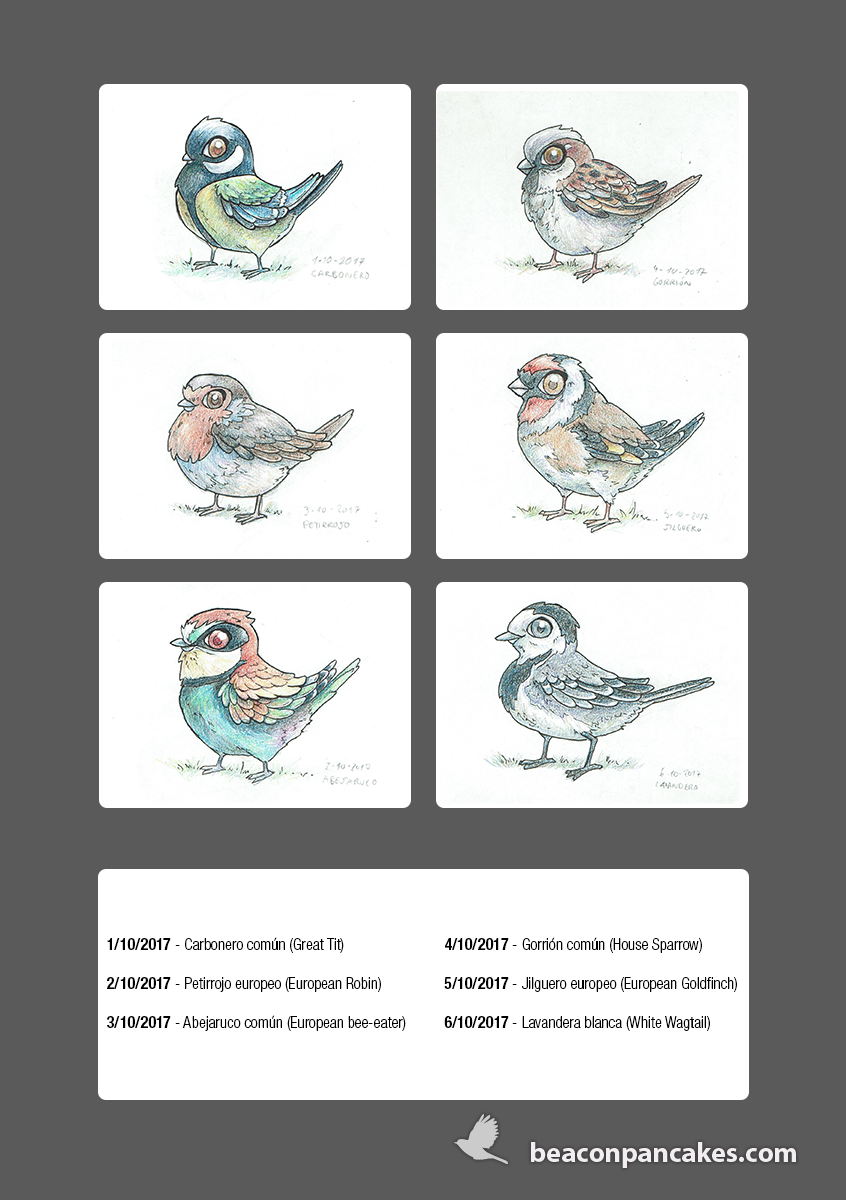 1-10-2017
CARBONERO
4-10-2017
GORRIÓN
3-10-2017
PETIRROJO
5-10-2017
JILGUERO
2-10-2017
ABEJARUCO
6-10-2017
LAVANDERA
1/10/2017 - Carbonero común (Great Tit)
2/10/2017 - Petirrojo europeo (European Robin)
3/10/2017 - Abejaruco común (European bee-eater)
4/10/2017 - Gorrión común (House Sparrow)
5/10/2017 - Jilguero europeo (European Goldfinch)
6/10/2017 - Lavandera blanca (White Wagtail)
beaconpancakes.com